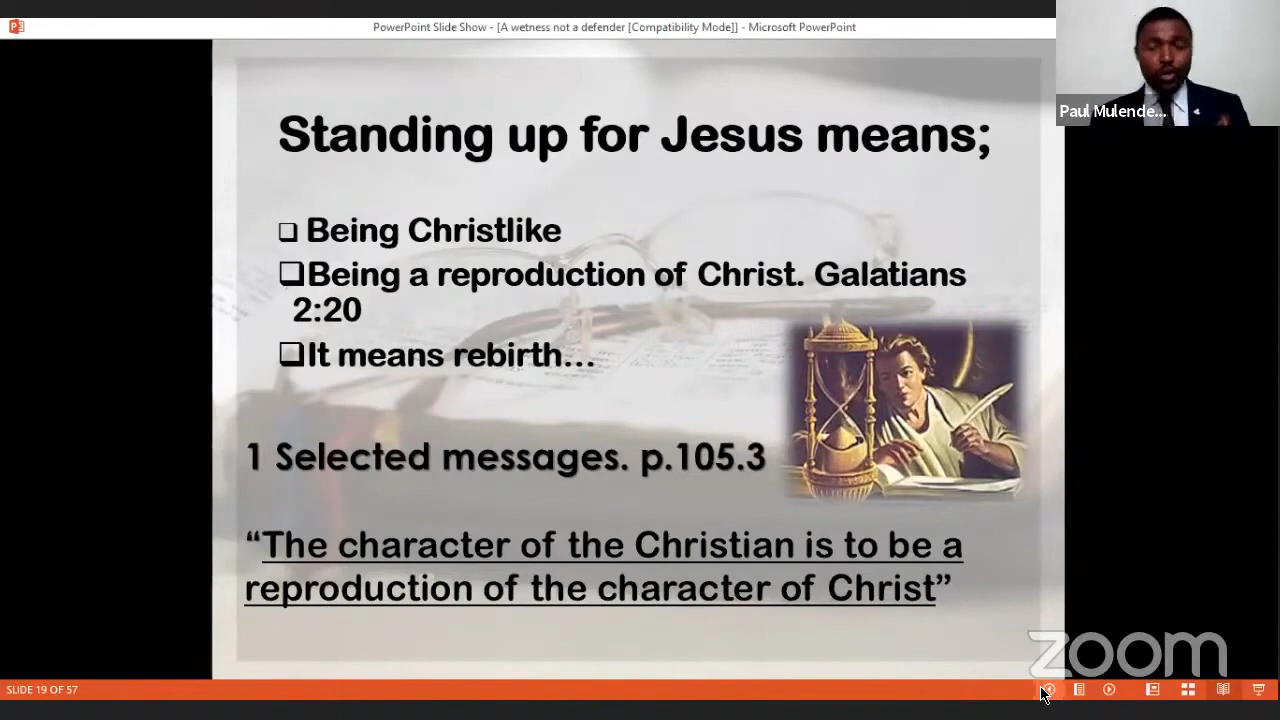 PowerPoint Slide Show - [A wetness not a defender [Compatibility Mode]] - Microsoft PowerPoint
Paul Mulende...
Standing up for Jesus means;
❑ Being Christlike
❑Being a reproduction of Christ. Galatians
2:20
❑It means rebirth...
1 Selected messages. p.105.3
“The character of the Christian is to be a
reproduction of the character of Christ”
zoom
SLIDE 19 OF 57